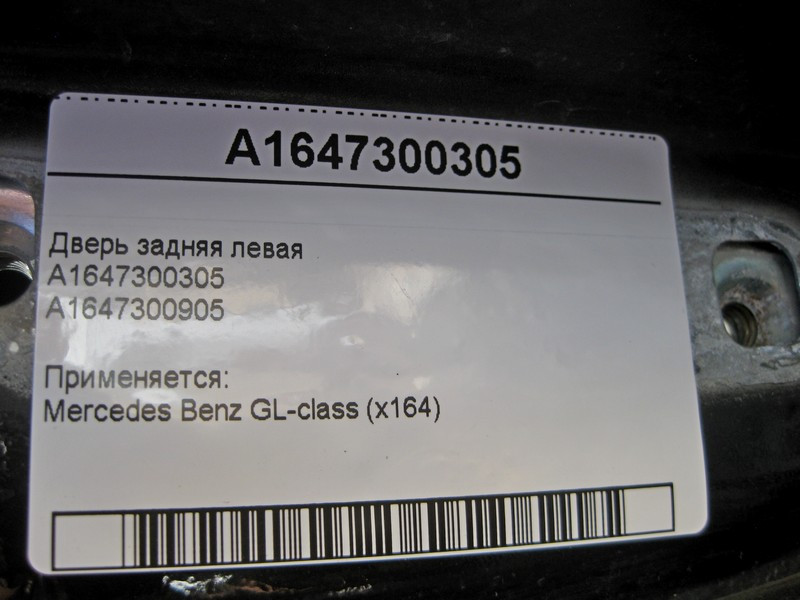 A1647300305
Дверь задняя левая
A1647300305
A1647300905
Применяется:
Mercedes Benz GL-class (x164)